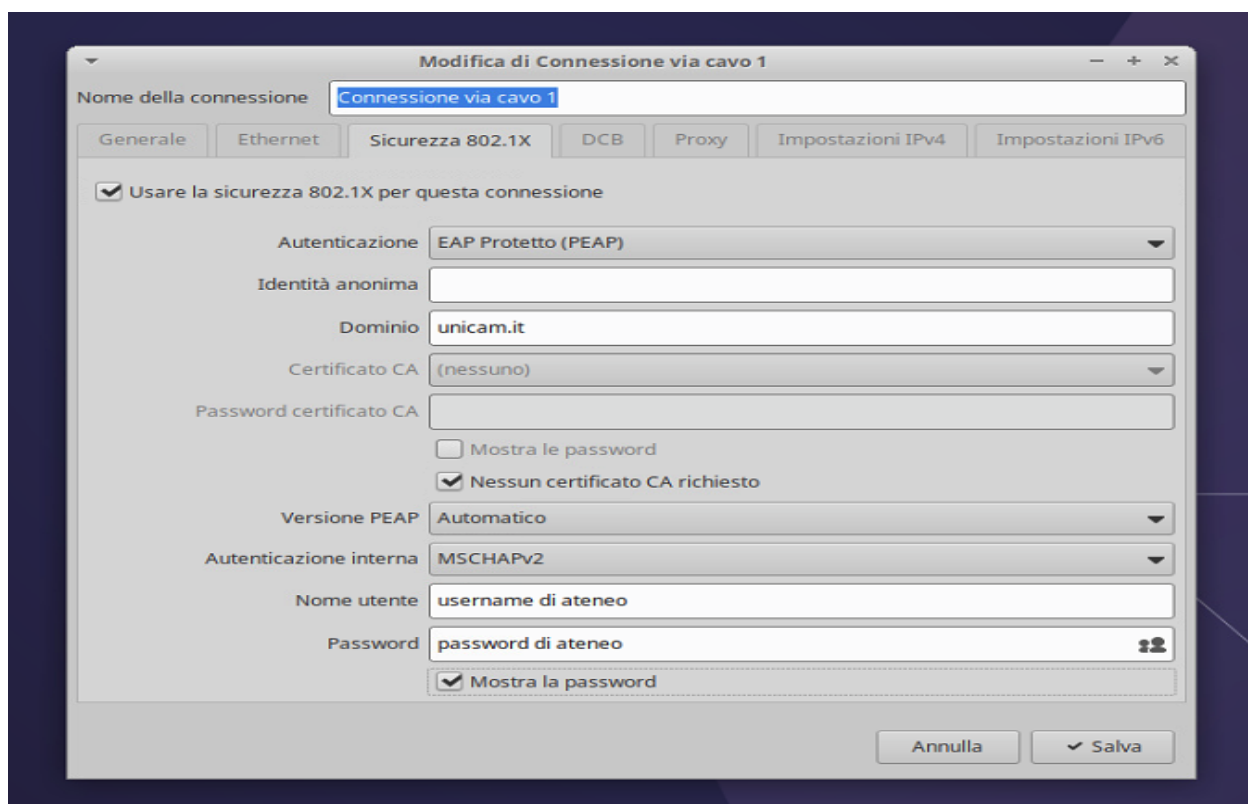 Modifica di Connessione via cavo 1
Nome della connessione Connessione via cavo 1
Generale Ethernet Sicurezza 802.1X DCB Proxy Impostazioni IPv4 Impostazioni IPv6
Usare la sicurezza 802.1X per questa connessione
Autenticazione EAP Protetto (PEAP)
Identità anonima
Dominio unicam.it
Certificato CA (nessuno)
Password certificato CA
Mostra le password
Nessun certificato CA richiesto
Versione PEAP Automatico
Autenticazione interna MSCHAPv2
Nome utente username di ateneo
Password password di ateneo
Mostra la password
Annulla Salva